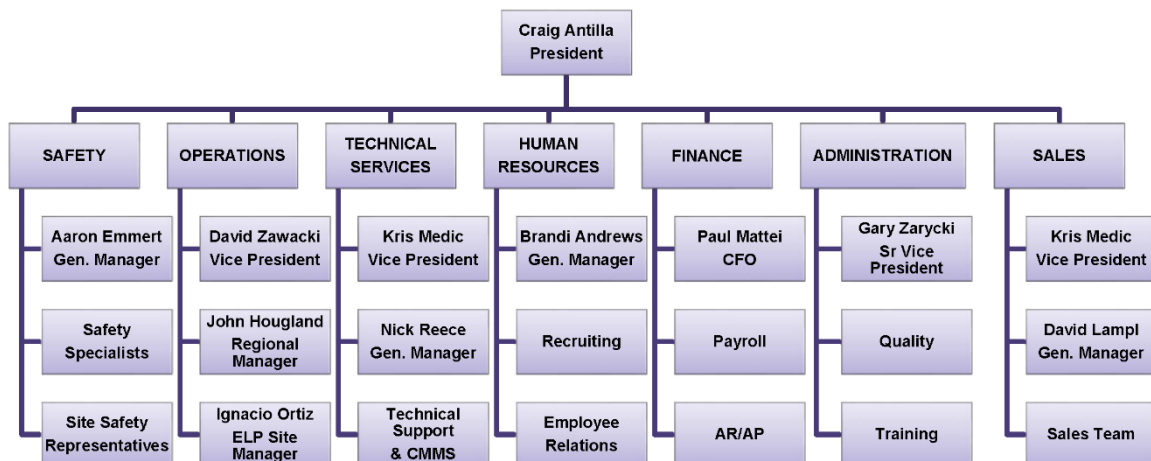 Craig Antilla
President
SAFETY
OPERATIONS
TECHNICAL
SERVICES
HUMAN
RESOURCES
FINANCE
ADMINISTRATION
SALES
Aaron Emmert
Gen. Manager
David Zawacki
Vice President
Kris Medic
Vice President
Brandi Andrews
Gen. Manager
Paul Mattei
CFO
Gary Zarycki
Sr Vice
President
Kris Medic
Vice President
Safety
Specialists
John Hougland
Regional
Manager
Nick Reece
Gen. Manager
Recruiting
Payroll
Quality
David Lampl
Gen. Manager
Site Safety
Representatives
Ignacio Ortiz
ELP Site
Manager
Technical
Support
& CMMS
Employee
Relations
AR/AP
Training
Sales Team